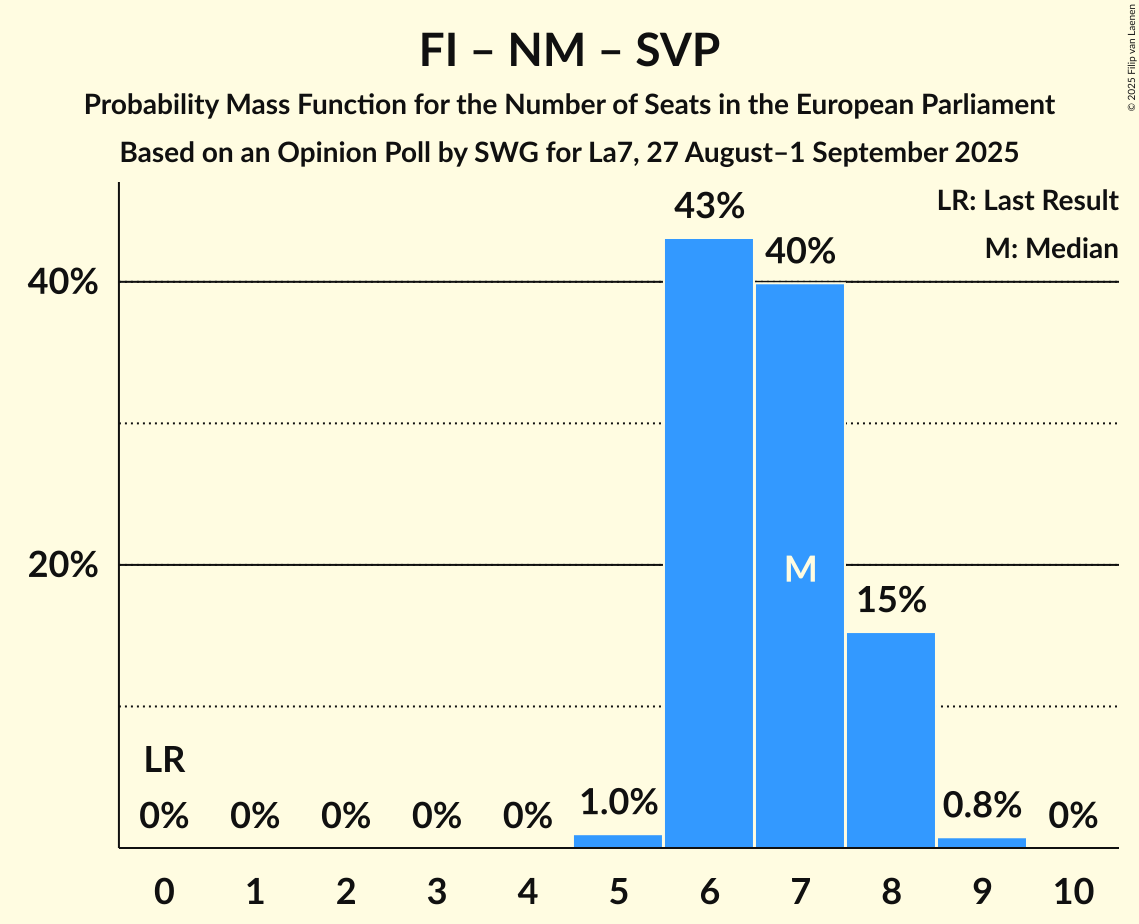 FI – NM – SVP
Probability Mass Function for the Number of Seats in the European Parliament
Based on an Opinion Poll by SWG for La7, 27 August–1 September 2025
© 2025 Filip van Laenen
LR: Last Result
M: Median
43%
40%
40%
20%
M
15%
LR
0%
0%
0%
0%
0%
1.0%
0.8%
0%
0 1 2 3 4 5 6 7 8 9 10